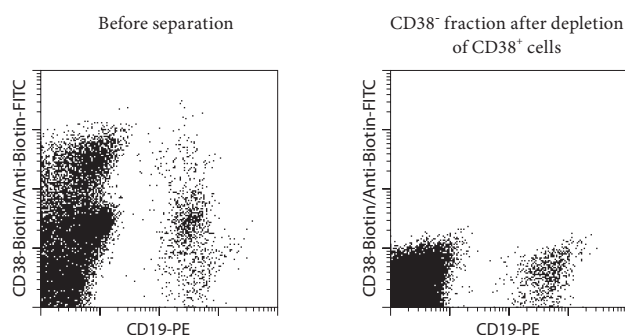 Before separation
CD38-Biotin/Anti-Biotin-FITC
CD19-PE
CD38⁻ fraction after depletion
of CD38⁺ cells
CD38-Biotin/Anti-Biotin-FITC
CD19-PE